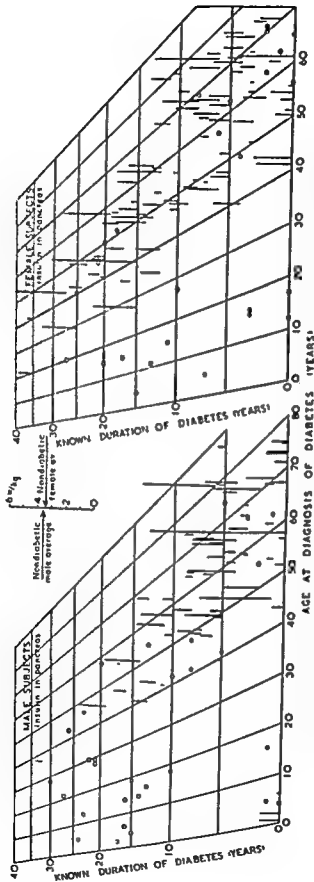 MALE SUBJECTS
insulin in pancreas
40
30
20
10
0
KNOWN DURATION OF DIABETES (YEARS)
0
10
20
30
40
50
60
70
80
Nondiabetic
male average
6
4
2
0
Nondiabetic
female av
FEMALE SUBJECTS
insulin in pancreas
40
30
20
10
0
KNOWN DURATION OF DIABETES (YEARS)
0
10
20
30
40
50
60
AGE AT DIAGNOSIS OF DIABETES (YEARS)